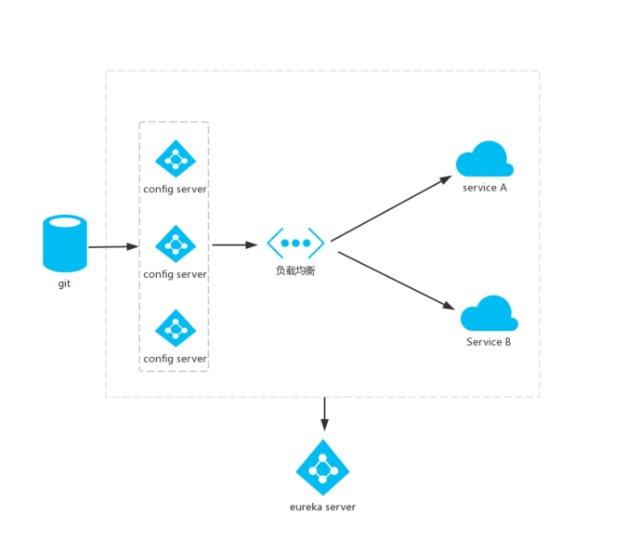 config server
service A
config server
git
负载均衡
config server
Service B
eureka server